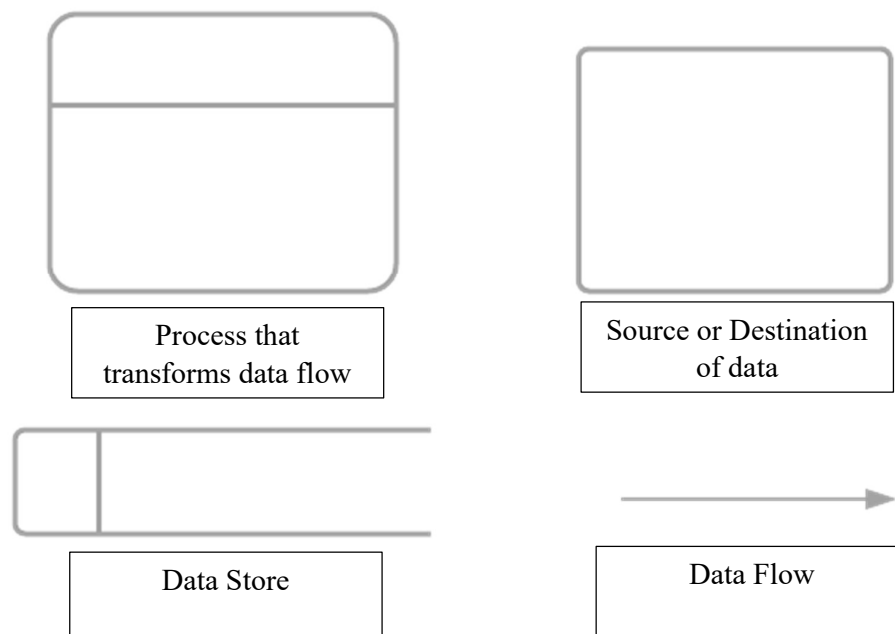 Process that
transforms data flow
Source or Destination
of data
Data Store
Data Flow